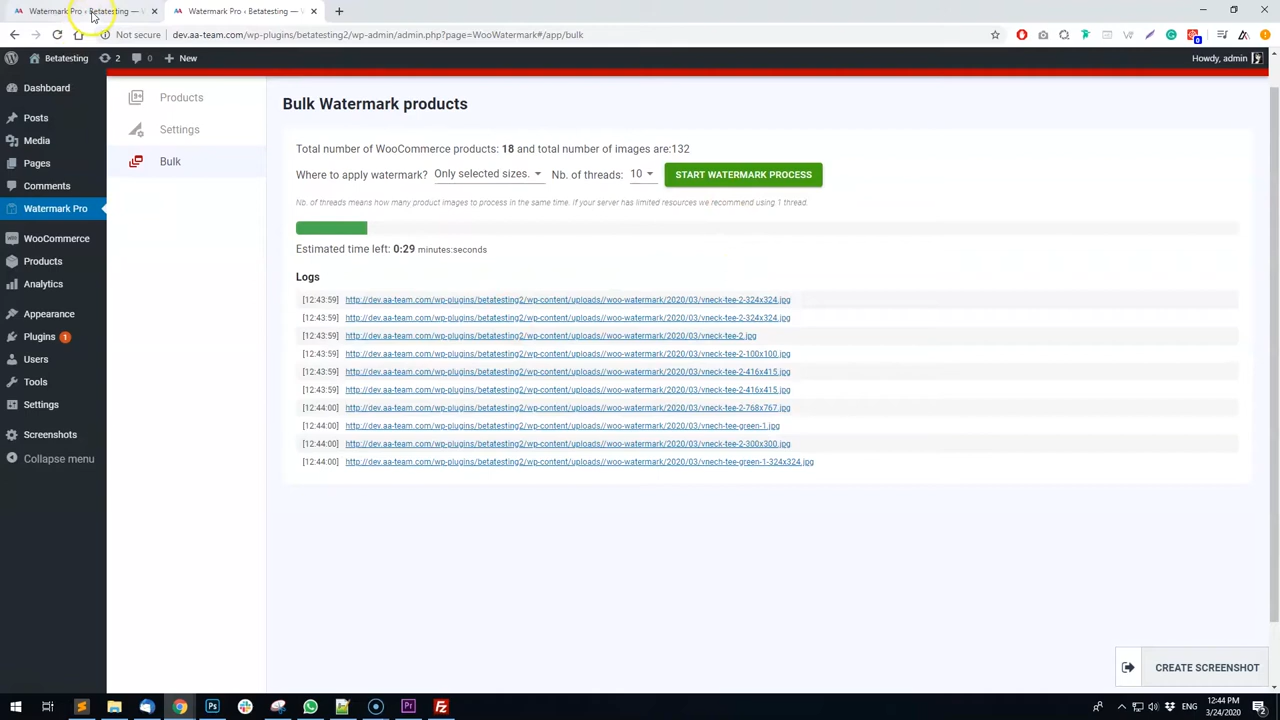 Watermark Pro ‹ Betatesting — W
Watermark Pro ‹ Betatesting — W
Not secure
dev.aa-team.com/wp-plugins/betatesting2/wp-admin/admin.php?page=WooWatermark#/app/bulk
0
Betatesting
2
0
New
Howdy, admin
Dashboard
Posts
Media
Pages
Comments
Watermark Pro
WooCommerce
Products
Analytics
Appearance
Plugins 1
Users
Tools
Settings
Screenshots
Collapse menu
9+
Products
Settings
Bulk
Bulk Watermark products
Total number of WooCommerce products: 18 and total number of images are:132
Where to apply watermark? Only selected sizes. Nb. of threads: 10 START WATERMARK PROCESS
Nb. of threads means how many product images to process in the same time. If your server has limited resources we recommend using 1 thread.
Estimated time left: 0:29 minutes:seconds
Logs
[12:43:59] http://dev.aa-team.com/wp-plugins/betatesting2/wp-content/uploads//woo-watermark/2020/03/vneck-tee-2-324x324.jpg
[12:43:59] http://dev.aa-team.com/wp-plugins/betatesting2/wp-content/uploads//woo-watermark/2020/03/vneck-tee-2-324x324.jpg
[12:43:59] http://dev.aa-team.com/wp-plugins/betatesting2/wp-content/uploads//woo-watermark/2020/03/vneck-tee-2.jpg
[12:43:59] http://dev.aa-team.com/wp-plugins/betatesting2/wp-content/uploads//woo-watermark/2020/03/vneck-tee-2-100x100.jpg
[12:43:59] http://dev.aa-team.com/wp-plugins/betatesting2/wp-content/uploads//woo-watermark/2020/03/vneck-tee-2-416x415.jpg
[12:43:59] http://dev.aa-team.com/wp-plugins/betatesting2/wp-content/uploads//woo-watermark/2020/03/vneck-tee-2-416x415.jpg
[12:44:00] http://dev.aa-team.com/wp-plugins/betatesting2/wp-content/uploads//woo-watermark/2020/03/vneck-tee-2-768x767.jpg
[12:44:00] http://dev.aa-team.com/wp-plugins/betatesting2/wp-content/uploads//woo-watermark/2020/03/vnech-tee-green-1.jpg
[12:44:00] http://dev.aa-team.com/wp-plugins/betatesting2/wp-content/uploads//woo-watermark/2020/03/vneck-tee-2-300x300.jpg
[12:44:00] http://dev.aa-team.com/wp-plugins/betatesting2/wp-content/uploads//woo-watermark/2020/03/vnech-tee-green-1-324x324.jpg
CREATE SCREENSHOT
Ps
Pr
Fz
ENG
12:44 PM
3/24/2020
2